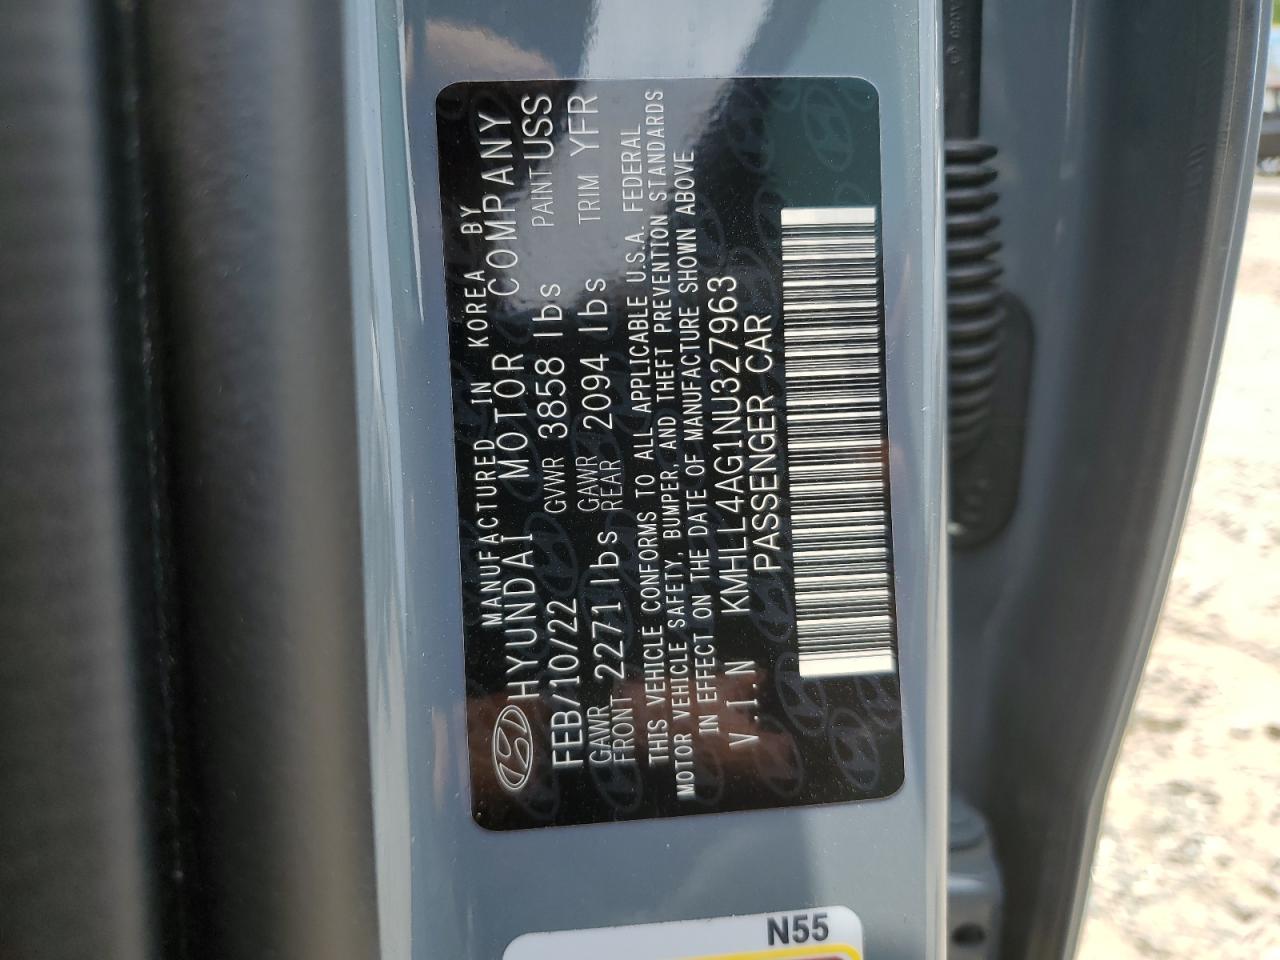 MANUFACTURED IN KOREA BY
HYUNDAI MOTOR COMPANY
FEB/10/22 GVWR 3858 lbs PAINT USS
GAWR FRONT 2271 lbs GAWR REAR 2094 lbs TRIM YFR
THIS VEHICLE CONFORMS TO ALL APPLICABLE U.S.A. FEDERAL
MOTOR VEHICLE SAFETY, BUMPER, AND THEFT PREVENTION STANDARDS
IN EFFECT ON THE DATE OF MANUFACTURE SHOWN ABOVE
V.I.N KMHLL4AG1NU327963
PASSENGER CAR
N55